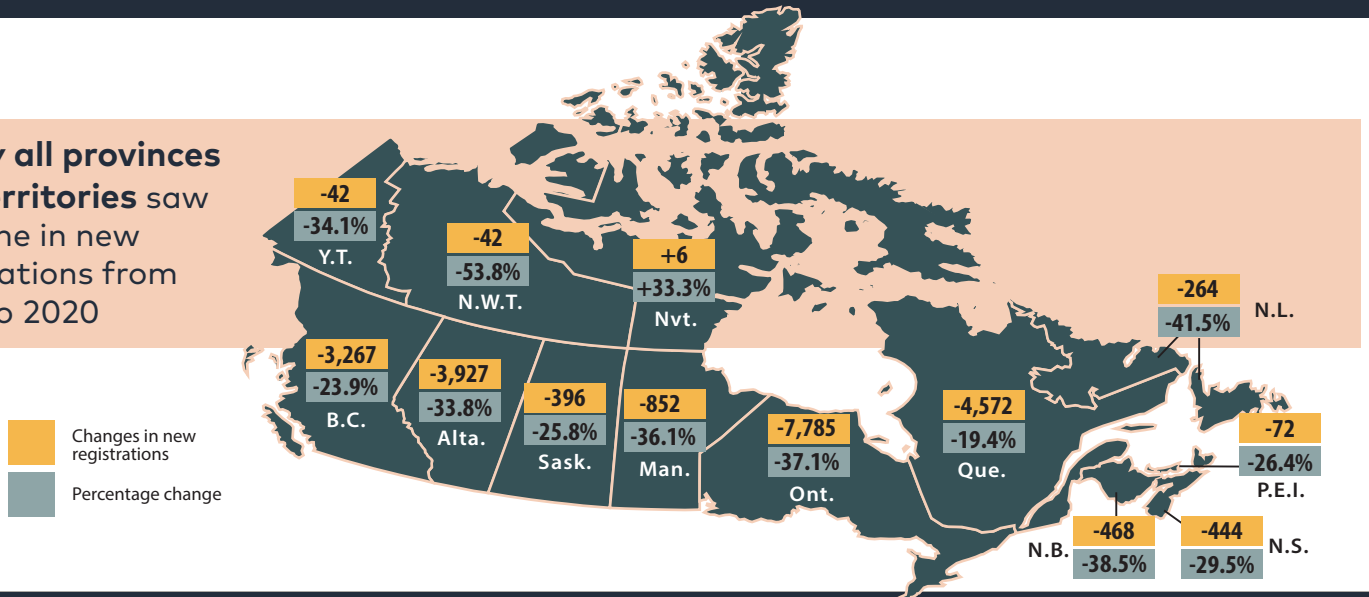 all provinces
saw
in new
from
2020
-42
-34.1%
Y.T.
-42
-53.8%
N.W.T.
+6
+33.3%
Nvt.
-264
-41.5%
N.L.
-3,267
-23.9%
B.C.
-3,927
-33.8%
Alta.
-396
-25.8%
Sask.
-852
-36.1%
Man.
-7,785
-37.1%
Ont.
-4,572
-19.4%
Que.
-72
-26.4%
P.E.I.
-468
-38.5%
N.B.
-444
-29.5%
N.S.
Changes in new
registrations
Percentage change